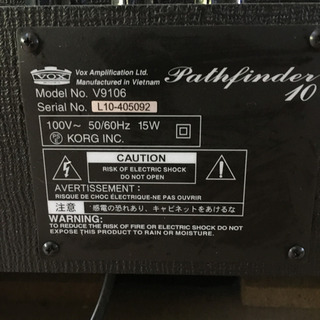 VOX
Vox Amplification Ltd.
Manufactured in Vietnam
Pathfinder
10
Model No. V9106
Serial No. L10-405092
100V~ 50/60Hz 15W
KORG INC.
CAUTION
RISK OF ELECTRIC SHOCK
DO NOT OPEN
AVERTISSEMENT:
RISQUE DE CHOC ÉLECTRIQUE-NE PAS OUVRIR
注意 感電の恐れあり、キャビネットをあけるな
WARNING:
TO REDUCE THE RISK OF FIRE OR ELECTRIC SHOCK DO NOT
EXPOSE THIS PRODUCT TO RAIN OR MOISTURE.